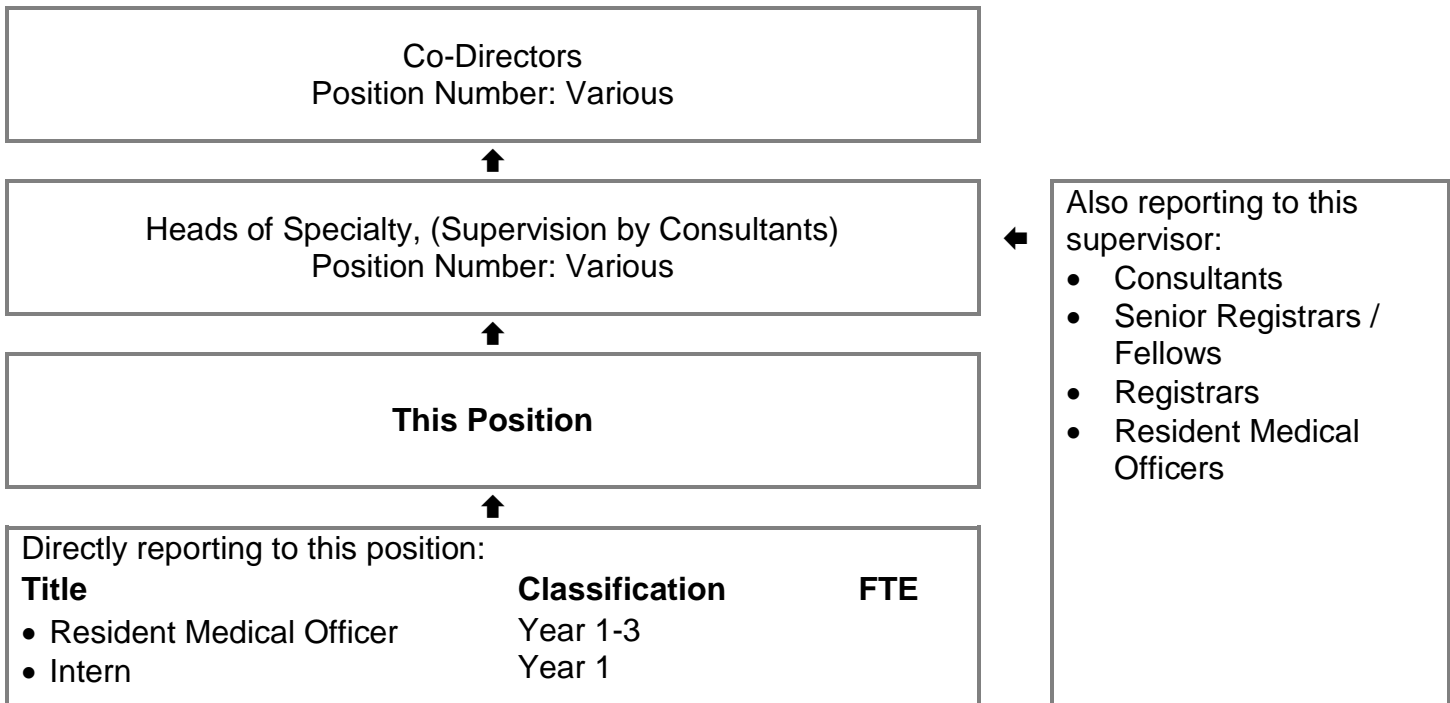 Co-Directors
Position Number: Various
Heads of Specialty, (Supervision by Consultants)
Position Number: Various
Also reporting to this
supervisor:
• Consultants
• Senior Registrars /
Fellows
• Registrars
• Resident Medical
Officers
This Position
Directly reporting to this position:
Title Classification FTE
• Resident Medical Officer Year 1-3
• Intern Year 1